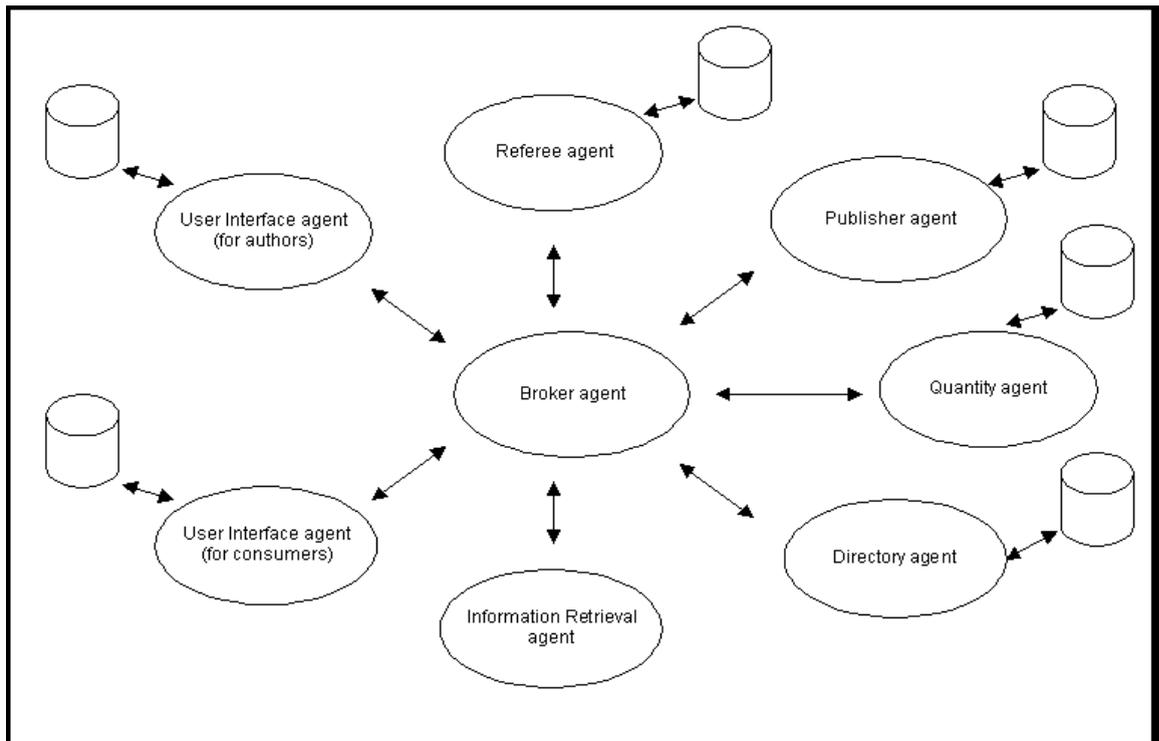 Referee agent
User Interface agent
(for authors)
Publisher agent
Broker agent
Quantity agent
User Interface agent
(for consumers)
Directory agent
Information Retrieval
agent